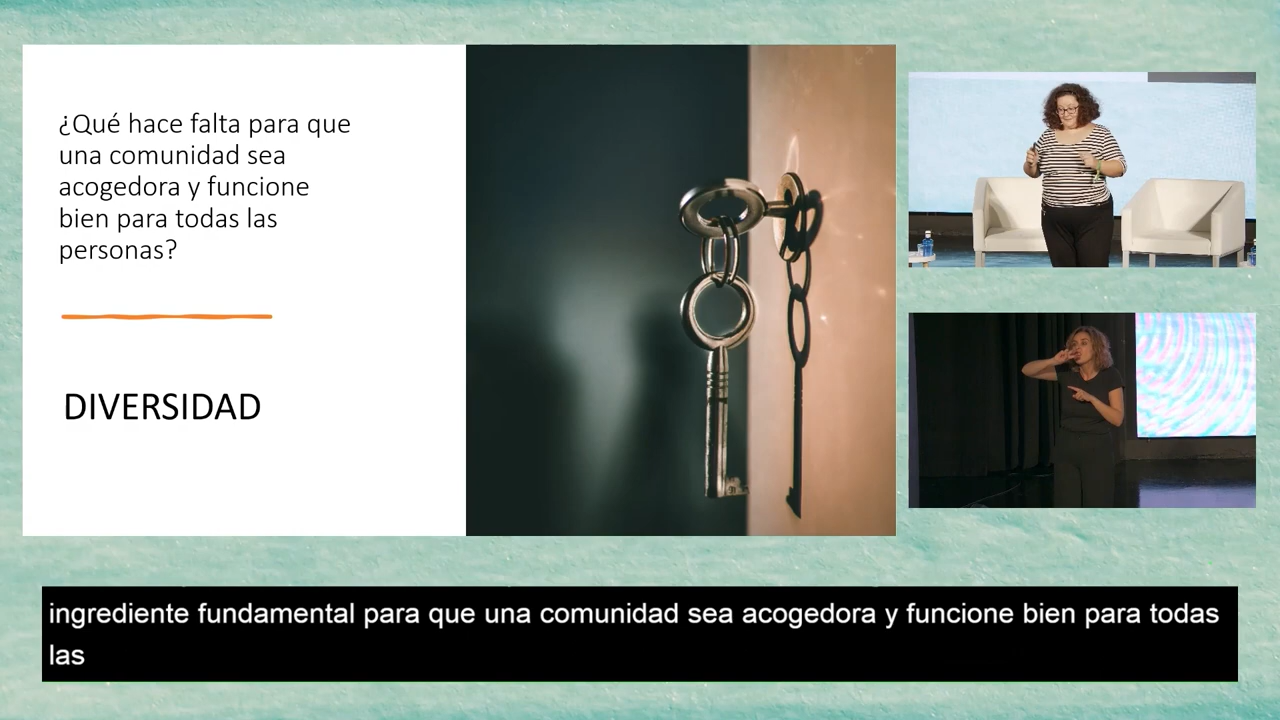 ¿Qué hace falta para que
una comunidad sea
acogedora y funcione
bien para todas las
personas?
DIVERSIDAD
ingrediente fundamental para que una comunidad sea acogedora y funcione bien para todas
las